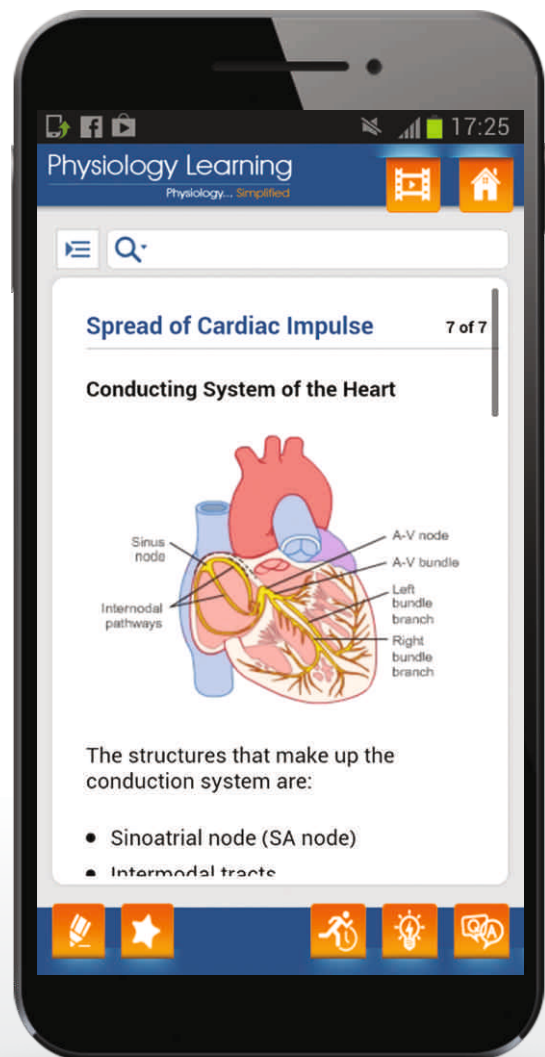 17:25
Physiology Learning
Physiology... Simplified
Spread of Cardiac Impulse 7 of 7
Conducting System of the Heart
Sinus
node
Internodal
pathways
A-V node
A-V bundle
Left
bundle
branch
Right
bundle
branch
The structures that make up the
conduction system are:
• Sinoatrial node (SA node)
• Intermodal tracts
Q A